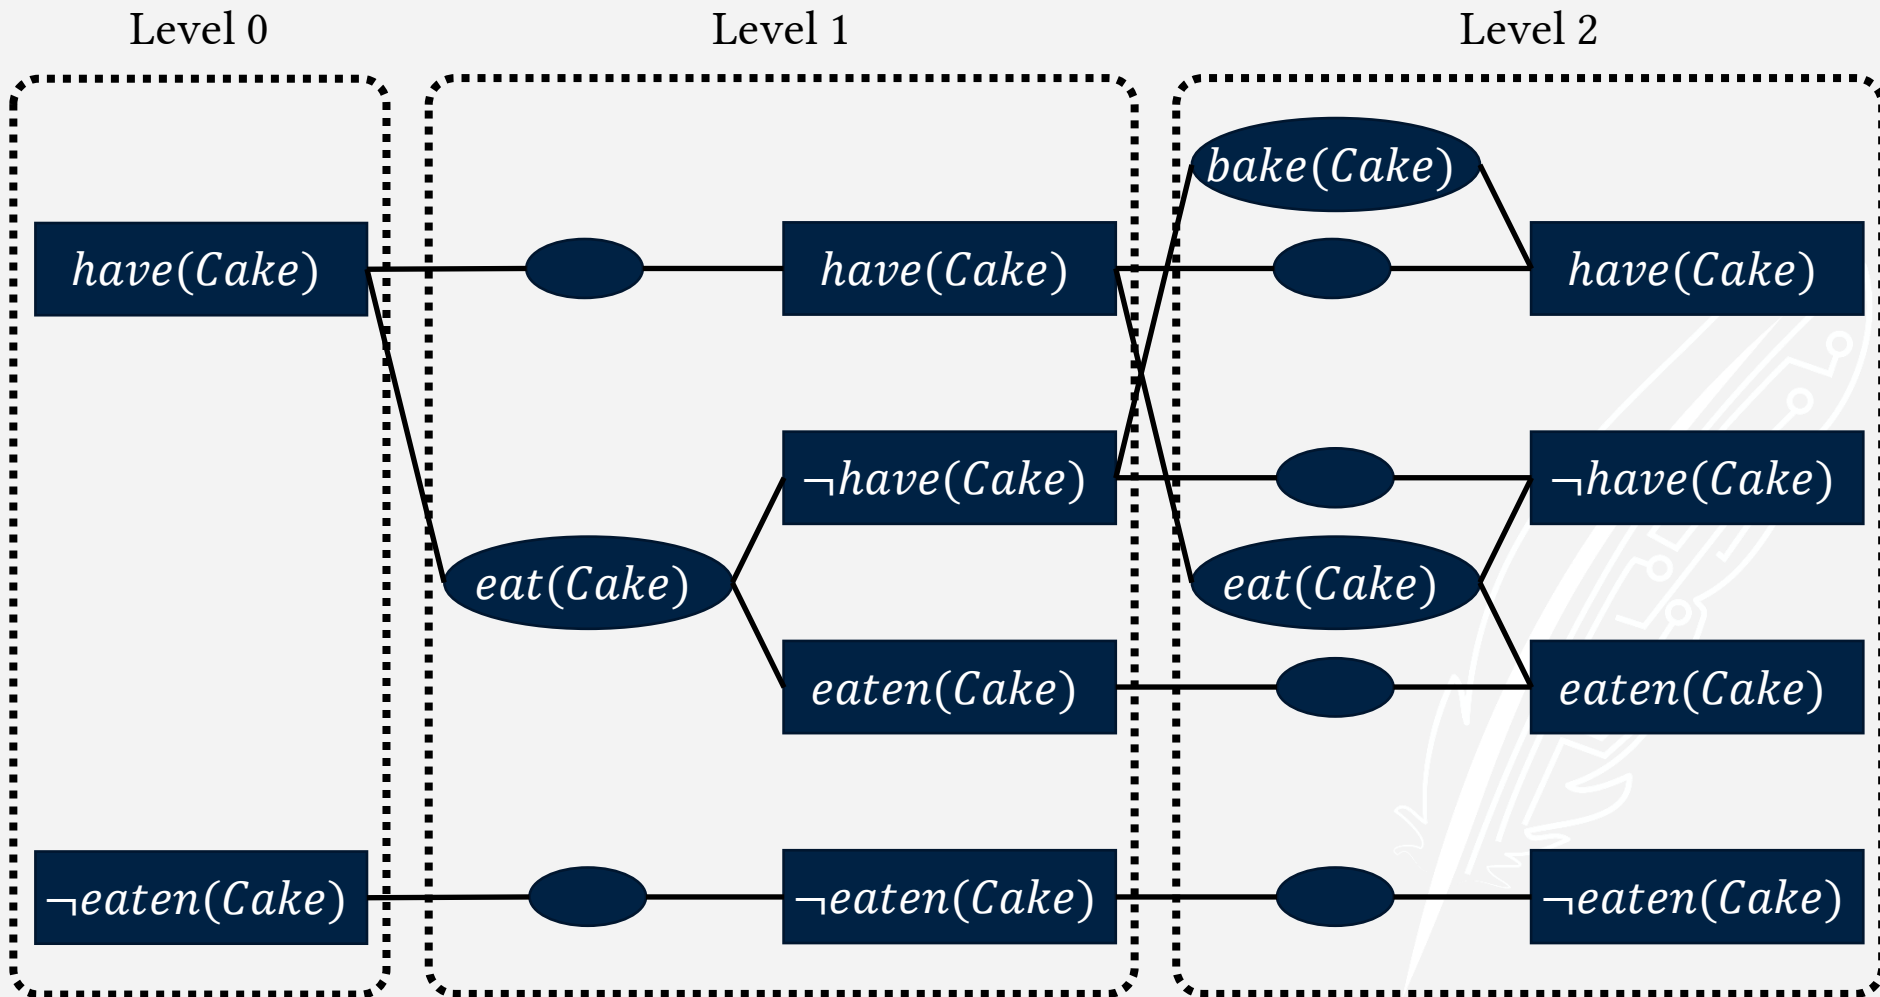 Level 0
Level 1
Level 2
bake(Cake)
have(Cake)
have(Cake)
have(Cake)
¬have(Cake)
¬have(Cake)
eat(Cake)
eat(Cake)
eaten(Cake)
eaten(Cake)
¬eaten(Cake)
¬eaten(Cake)
¬eaten(Cake)